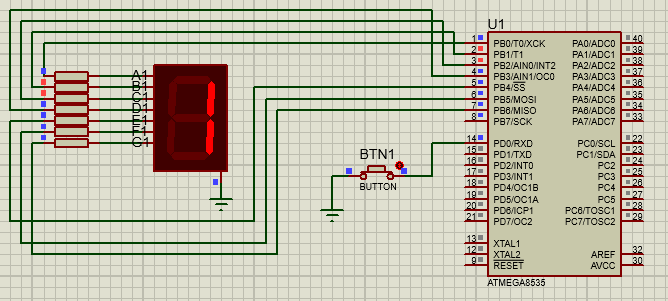 U1
1 PB0/T0/XCK PA0/ADC0 40
2 PB1/T1 PA1/ADC1 39
3 PB2/AIN0/INT2 PA2/ADC2 38
4 PB3/AIN1/OC0 PA3/ADC3 37
5 PB4/SS PA4/ADC4 36
6 PB5/MOSI PA5/ADC5 35
7 PB6/MISO PA6/ADC6 34
8 PB7/SCK PA7/ADC7 33
14 PD0/RXD PC0/SCL 22
15 PD1/TXD PC1/SDA 23
16 PD2/INT0 PC2 24
17 PD3/INT1 PC3 25
18 PD4/OC1B PC4 26
19 PD5/OC1A PC5 27
20 PD6/ICP1 PC6/TOSC1 28
21 PD7/OC2 PC7/TOSC2 29
13 XTAL1
12 XTAL2 AREF 32
9 RESET AVCC 30
ATMEGA8535
A1
B1
C1
D1
E1
F1
G1
1
BTN1
BUTTON